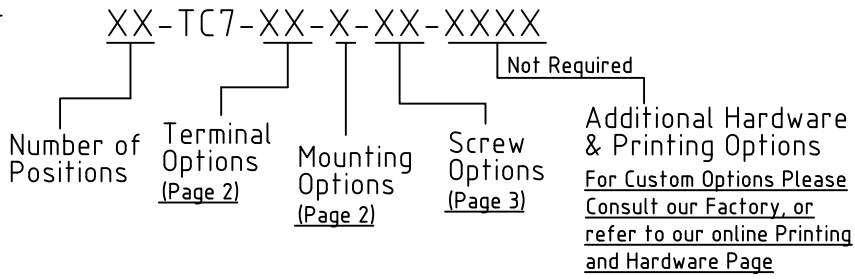 XX-TC7-XX-X-XX-XXXX
Not Required
Number of
Positions
Terminal
Options
(Page 2)
Mounting
Options
(Page 2)
Screw
Options
(Page 3)
Additional Hardware
& Printing Options
For Custom Options Please
Consult our Factory, or
refer to our online Printing
and Hardware Page